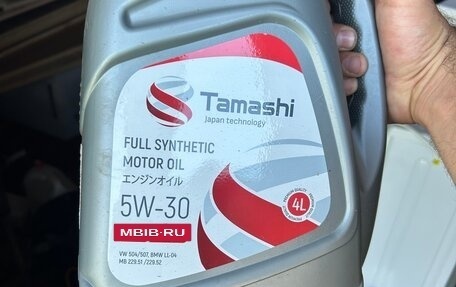 Tamashi
Japan technology
FULL SYNTHETIC
MOTOR OIL
エンジンオイル
5W-30
4L
MBIB.RU
VW 504/507, BMW LL-04
MB 229.51 /229.52